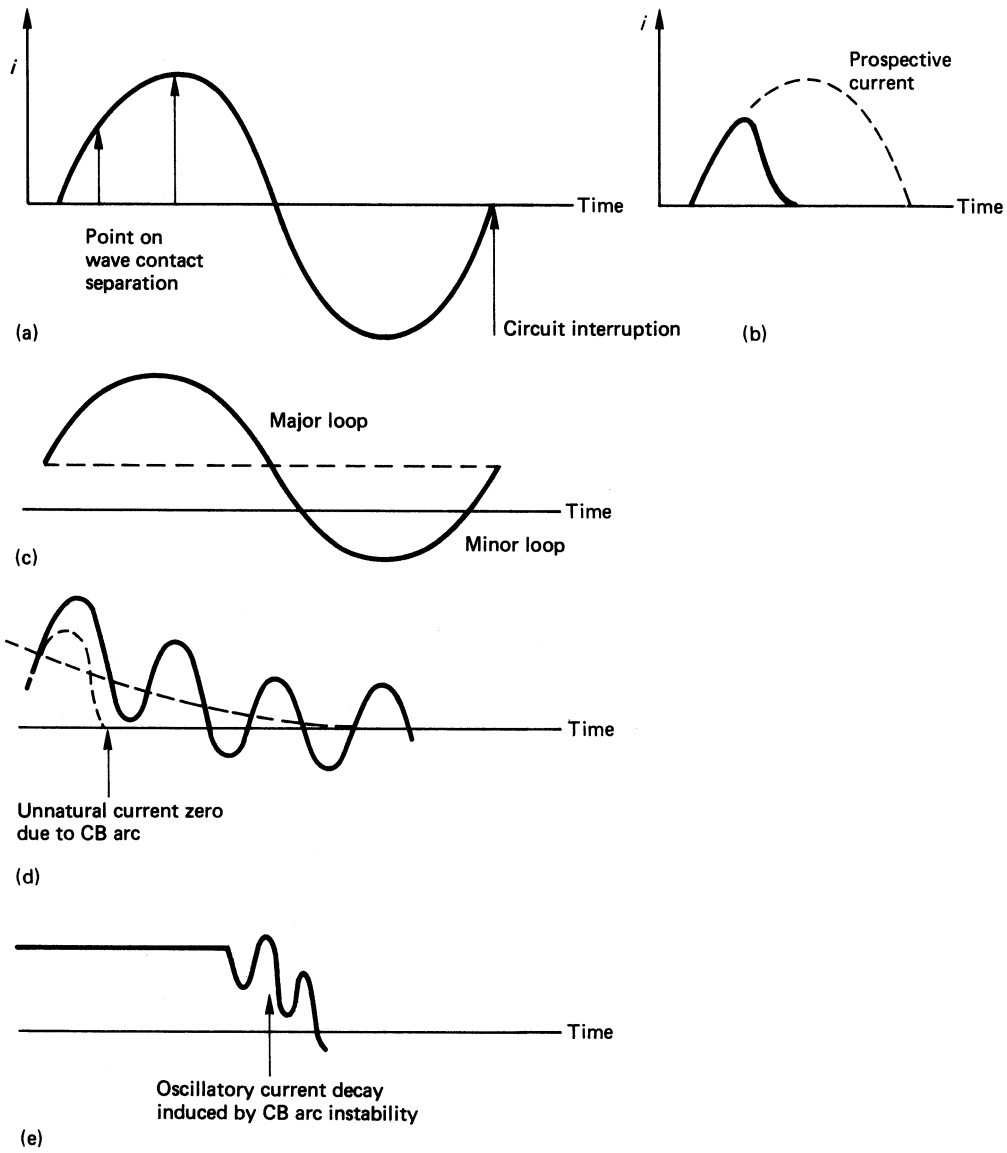 i
Time
Point on
wave contact
separation
Circuit interruption
(a)
i
Prospective
current
Time
(b)
Major loop
Time
Minor loop
(c)
Time
Unnatural current zero
due to CB arc
(d)
Time
Oscillatory current decay
induced by CB arc instability
(e)